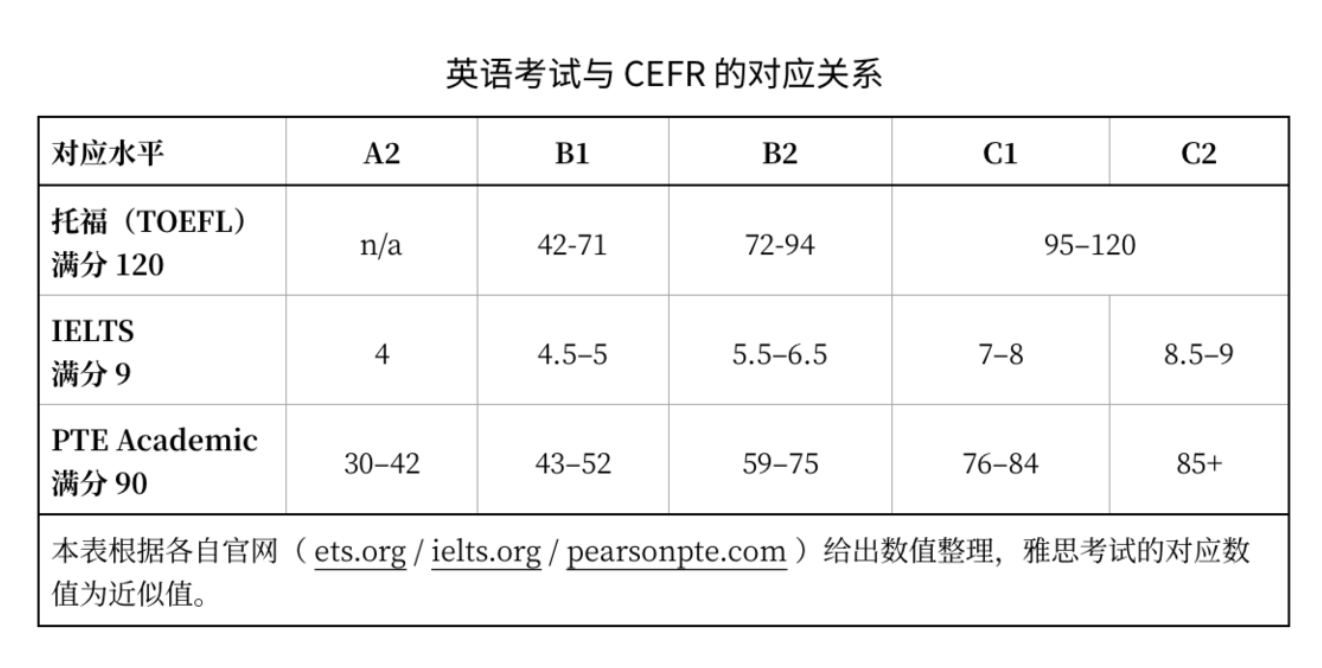 英语考试与 CEFR 的对应关系
对应水平 A2 B1 B2 C1 C2
托福（TOEFL）
满分 120
n/a 42-71 72-94 95–120
IELTS
满分 9
4 4.5–5 5.5–6.5 7–8 8.5–9
PTE Academic
满分 90
30–42 43–52 59–75 76–84 85+
本表根据各自官网（ ets.org / ielts.org / pearsonpte.com ）给出数值整理，雅思考试的对应数
值为近似值。